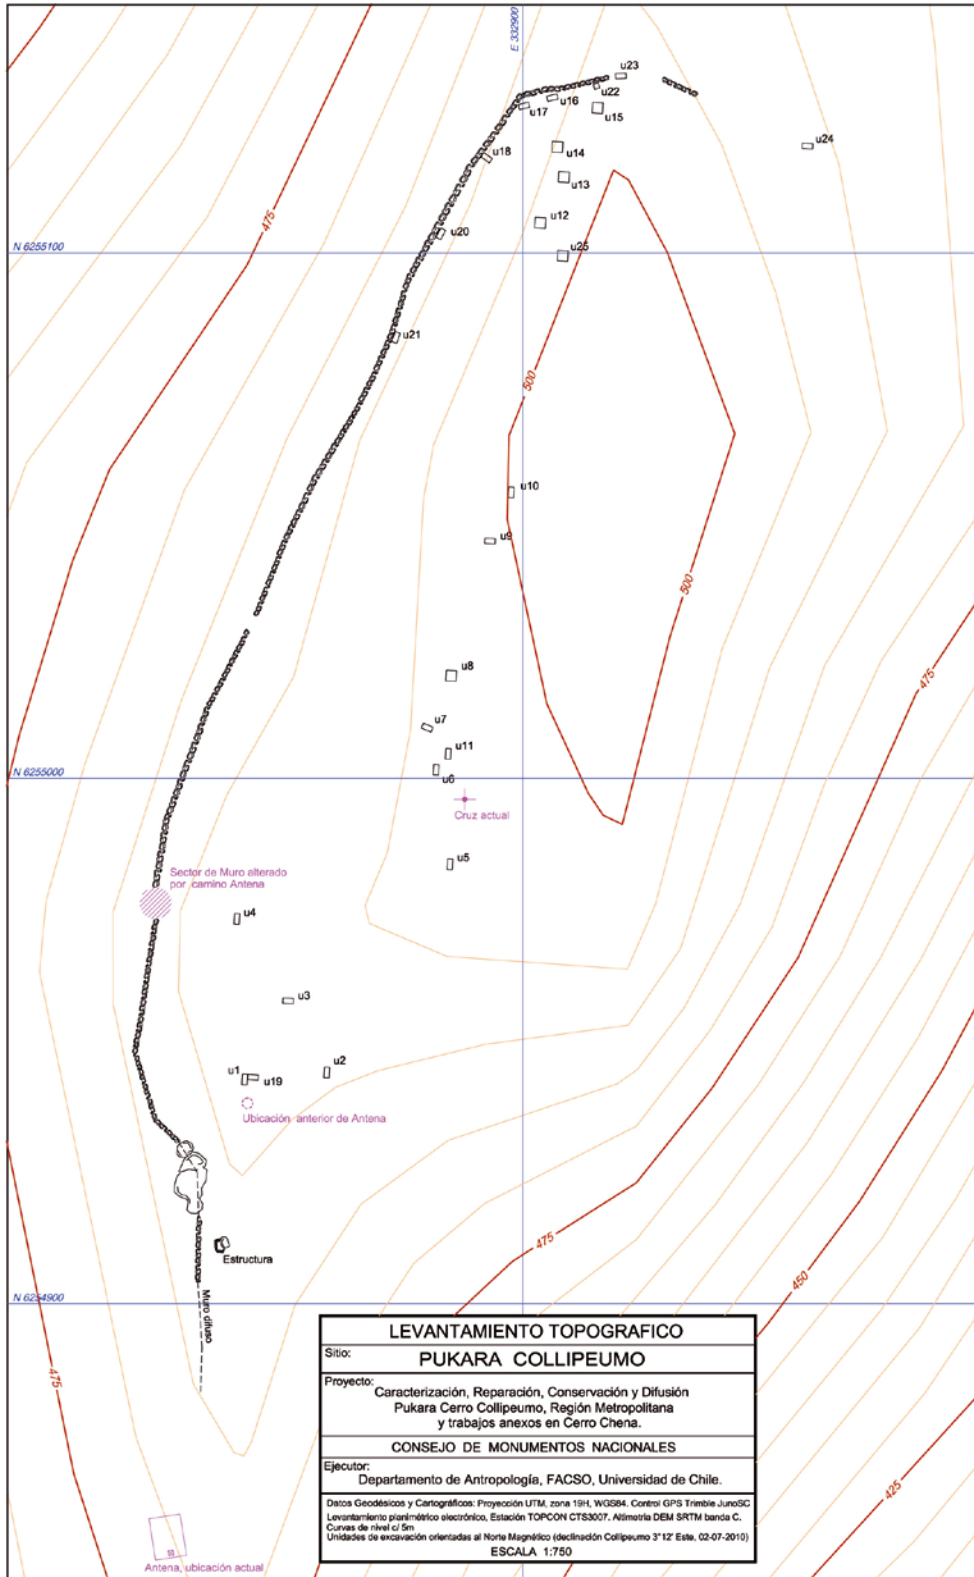 E 332900
u23
u22
u16
u17
u15
u24
u14
u18
u13
475
u12
u20
N 6255100
u25
u21
500
u10
u9
500
u8
475
u7
u11
N 6255000
u6
Cruz actual
u5
Sector de Muro alterado
por camino Antena
u4
u3
u2
u1
u19
Ubicación anterior de Antena
475
Estructura
450
N 6254900
Muro difuso
475
425
Antena, ubicación actual
LEVANTAMIENTO TOPOGRAFICO
Sitio:
PUKARA COLLIPEUMO
Proyecto:
Caracterización, Reparación, Conservación y Difusión
Pukara Cerro Collipeumo, Región Metropolitana
y trabajos anexos en Cerro Chena.
CONSEJO DE MONUMENTOS NACIONALES
Ejecutor:
Departamento de Antropología, FACSO, Universidad de Chile.
Datos Geodésicos y Cartográficos: Proyección UTM, zona 19H, WGS84. Control GPS Trimble JunoSC
Levantamiento planimétrico electrónico, Estación TOPCON CTS3007. Altimetría DEM SRTM banda C.
Curvas de nivel c/ 5m
Unidades de excavación orientadas al Norte Magnético (declinación Collipeumo 3°12' Este, 02-07-2010)
ESCALA 1:750